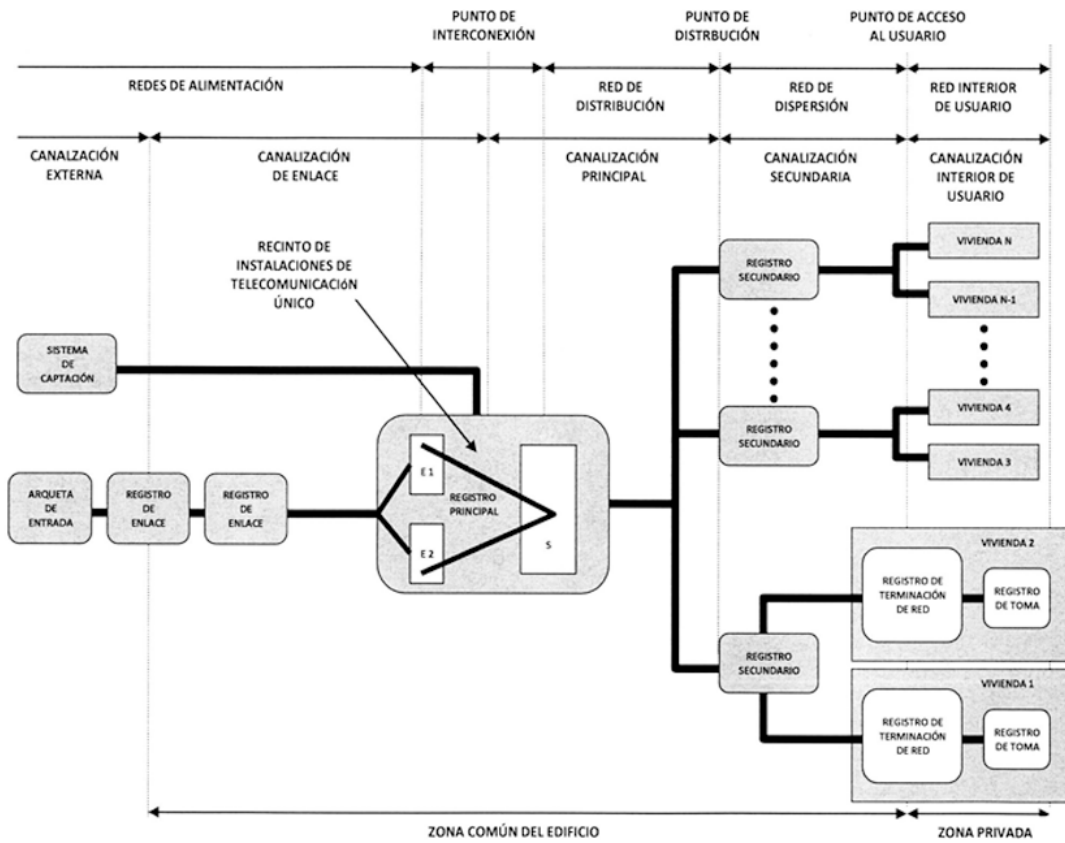 PUNTO DE
INTERCONEXIÓN
PUNTO DE
DISTRBUCIÓN
PUNTO DE ACCESO
AL USUARIO
REDES DE ALIMENTACIÓN
RED DE
DISTRIBUCIÓN
RED DE
DISPERSIÓN
RED INTERIOR
DE USUARIO
CANALZACIÓN
EXTERNA
CANALIZACIÓN
DE ENLACE
CANALIZACIÓN
PRINCIPAL
CANALIZACIÓN
SECUNDARIA
CANALIZACIÓN
INTERIOR DE
USUARIO
RECINTO DE
INSTALACIONES DE
TELECOMUNICACIÓN
ÚNICO
REGISTRO
SECUNDARIO
VIVIENDA N
VIVIENDA N-1
SISTEMA
DE
CAPTACIÓN
REGISTRO
SECUNDARIO
VIVIENDA 4
VIVIENDA 3
ARQUETA
DE
ENTRADA
REGISTRO
DE
ENLACE
REGISTRO
DE
ENLACE
E 1
REGISTRO
PRINCIPAL
E 2
S
VIVIENDA 2
REGISTRO DE
TERMINACIÓN
DE RED
REGISTRO
DE TOMA
REGISTRO
SECUNDARIO
VIVIENDA 1
REGISTRO DE
TERMINACIÓN
DE RED
REGISTRO
DE TOMA
ZONA COMÚN DEL EDIFICIO
ZONA PRIVADA